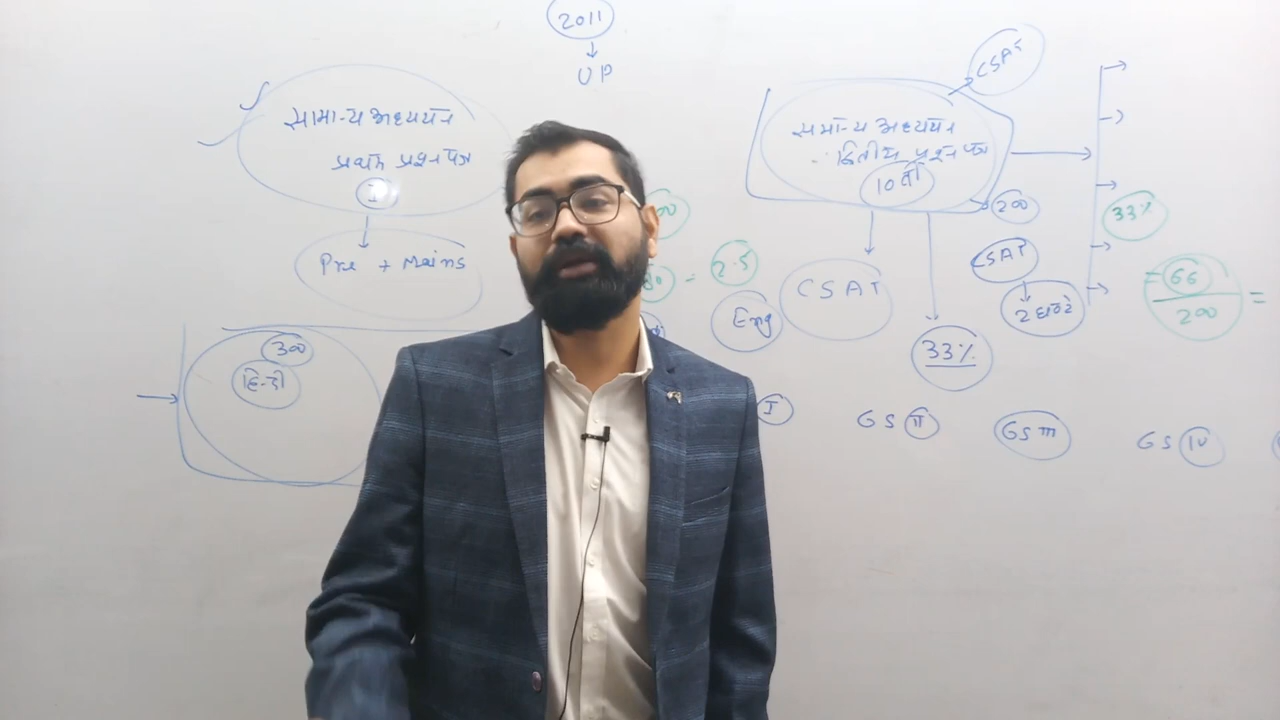 2011
UP
सामान्य अध्ययन
प्रथम प्रश्नपत्र
I
Pre + Mains
300
हिन्दी
CSAT
सामान्य अध्ययन
द्वितीय प्रश्नपत्र
10वीं
200
CSAT
2 घण्टे
CSAT
33%
33%
66
200
=
= 2.5
Eng
I
GS II
GS III
GS IV